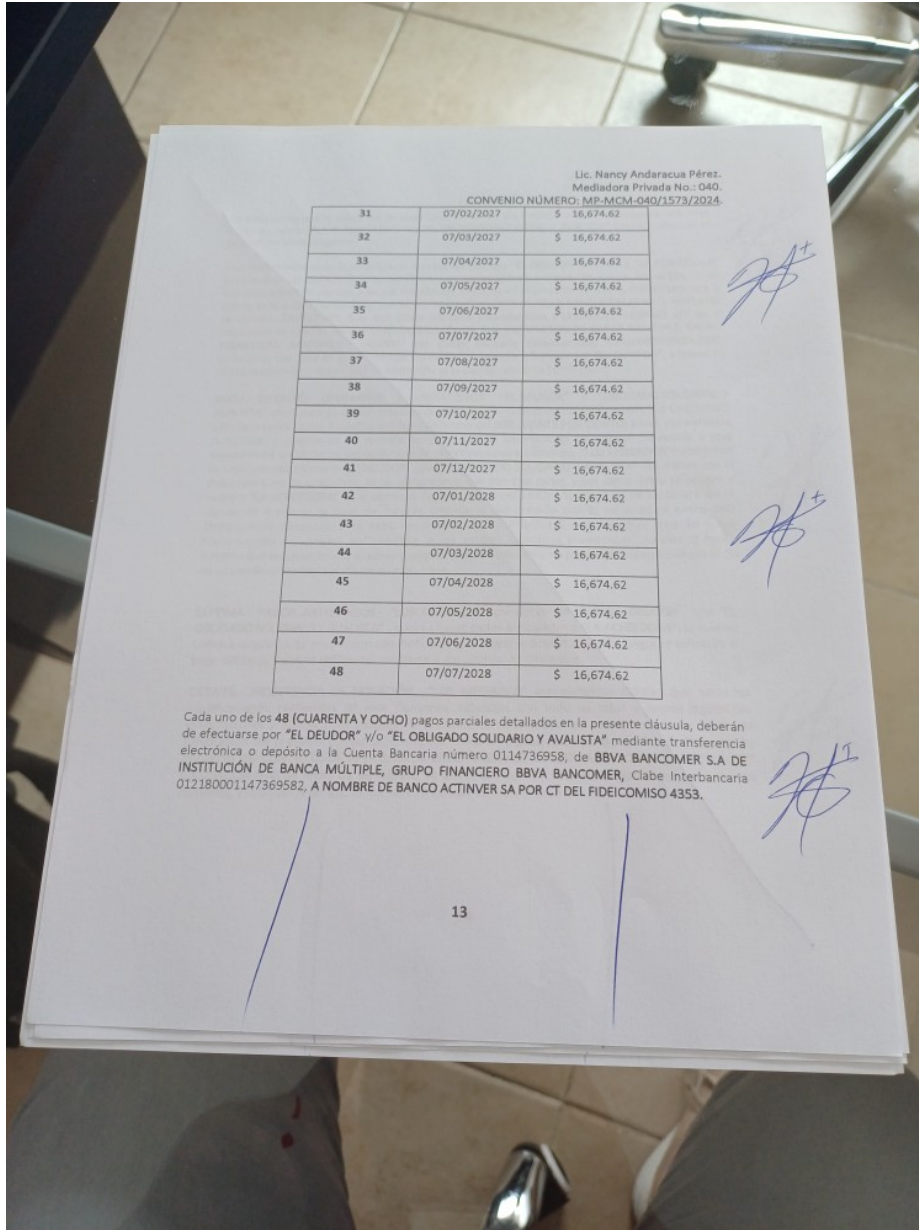 Lic. Nancy Andaracua Pérez.
Mediadora Privada No.: 040.
CONVENIO NÚMERO: MP-MCM-040/1573/2024.
31 07/02/2027 $ 16,674.62
32 07/03/2027 $ 16,674.62
33 07/04/2027 $ 16,674.62
34 07/05/2027 $ 16,674.62
35 07/06/2027 $ 16,674.62
36 07/07/2027 $ 16,674.62
37 07/08/2027 $ 16,674.62
38 07/09/2027 $ 16,674.62
39 07/10/2027 $ 16,674.62
40 07/11/2027 $ 16,674.62
41 07/12/2027 $ 16,674.62
42 07/01/2028 $ 16,674.62
43 07/02/2028 $ 16,674.62
44 07/03/2028 $ 16,674.62
45 07/04/2028 $ 16,674.62
46 07/05/2028 $ 16,674.62
47 07/06/2028 $ 16,674.62
48 07/07/2028 $ 16,674.62
Cada uno de los 48 (CUARENTA Y OCHO) pagos parciales detallados en la presente cláusula, deberán
de efectuarse por "EL DEUDOR" y/o "EL OBLIGADO SOLIDARIO Y AVALISTA" mediante transferencia
electrónica o depósito a la Cuenta Bancaria número 0114736958, de BBVA BANCOMER S.A DE
INSTITUCIÓN DE BANCA MÚLTIPLE, GRUPO FINANCIERO BBVA BANCOMER, Clabe Interbancaria
012180001147369582, A NOMBRE DE BANCO ACTINVER SA POR CT DEL FIDEICOMISO 4353.
13